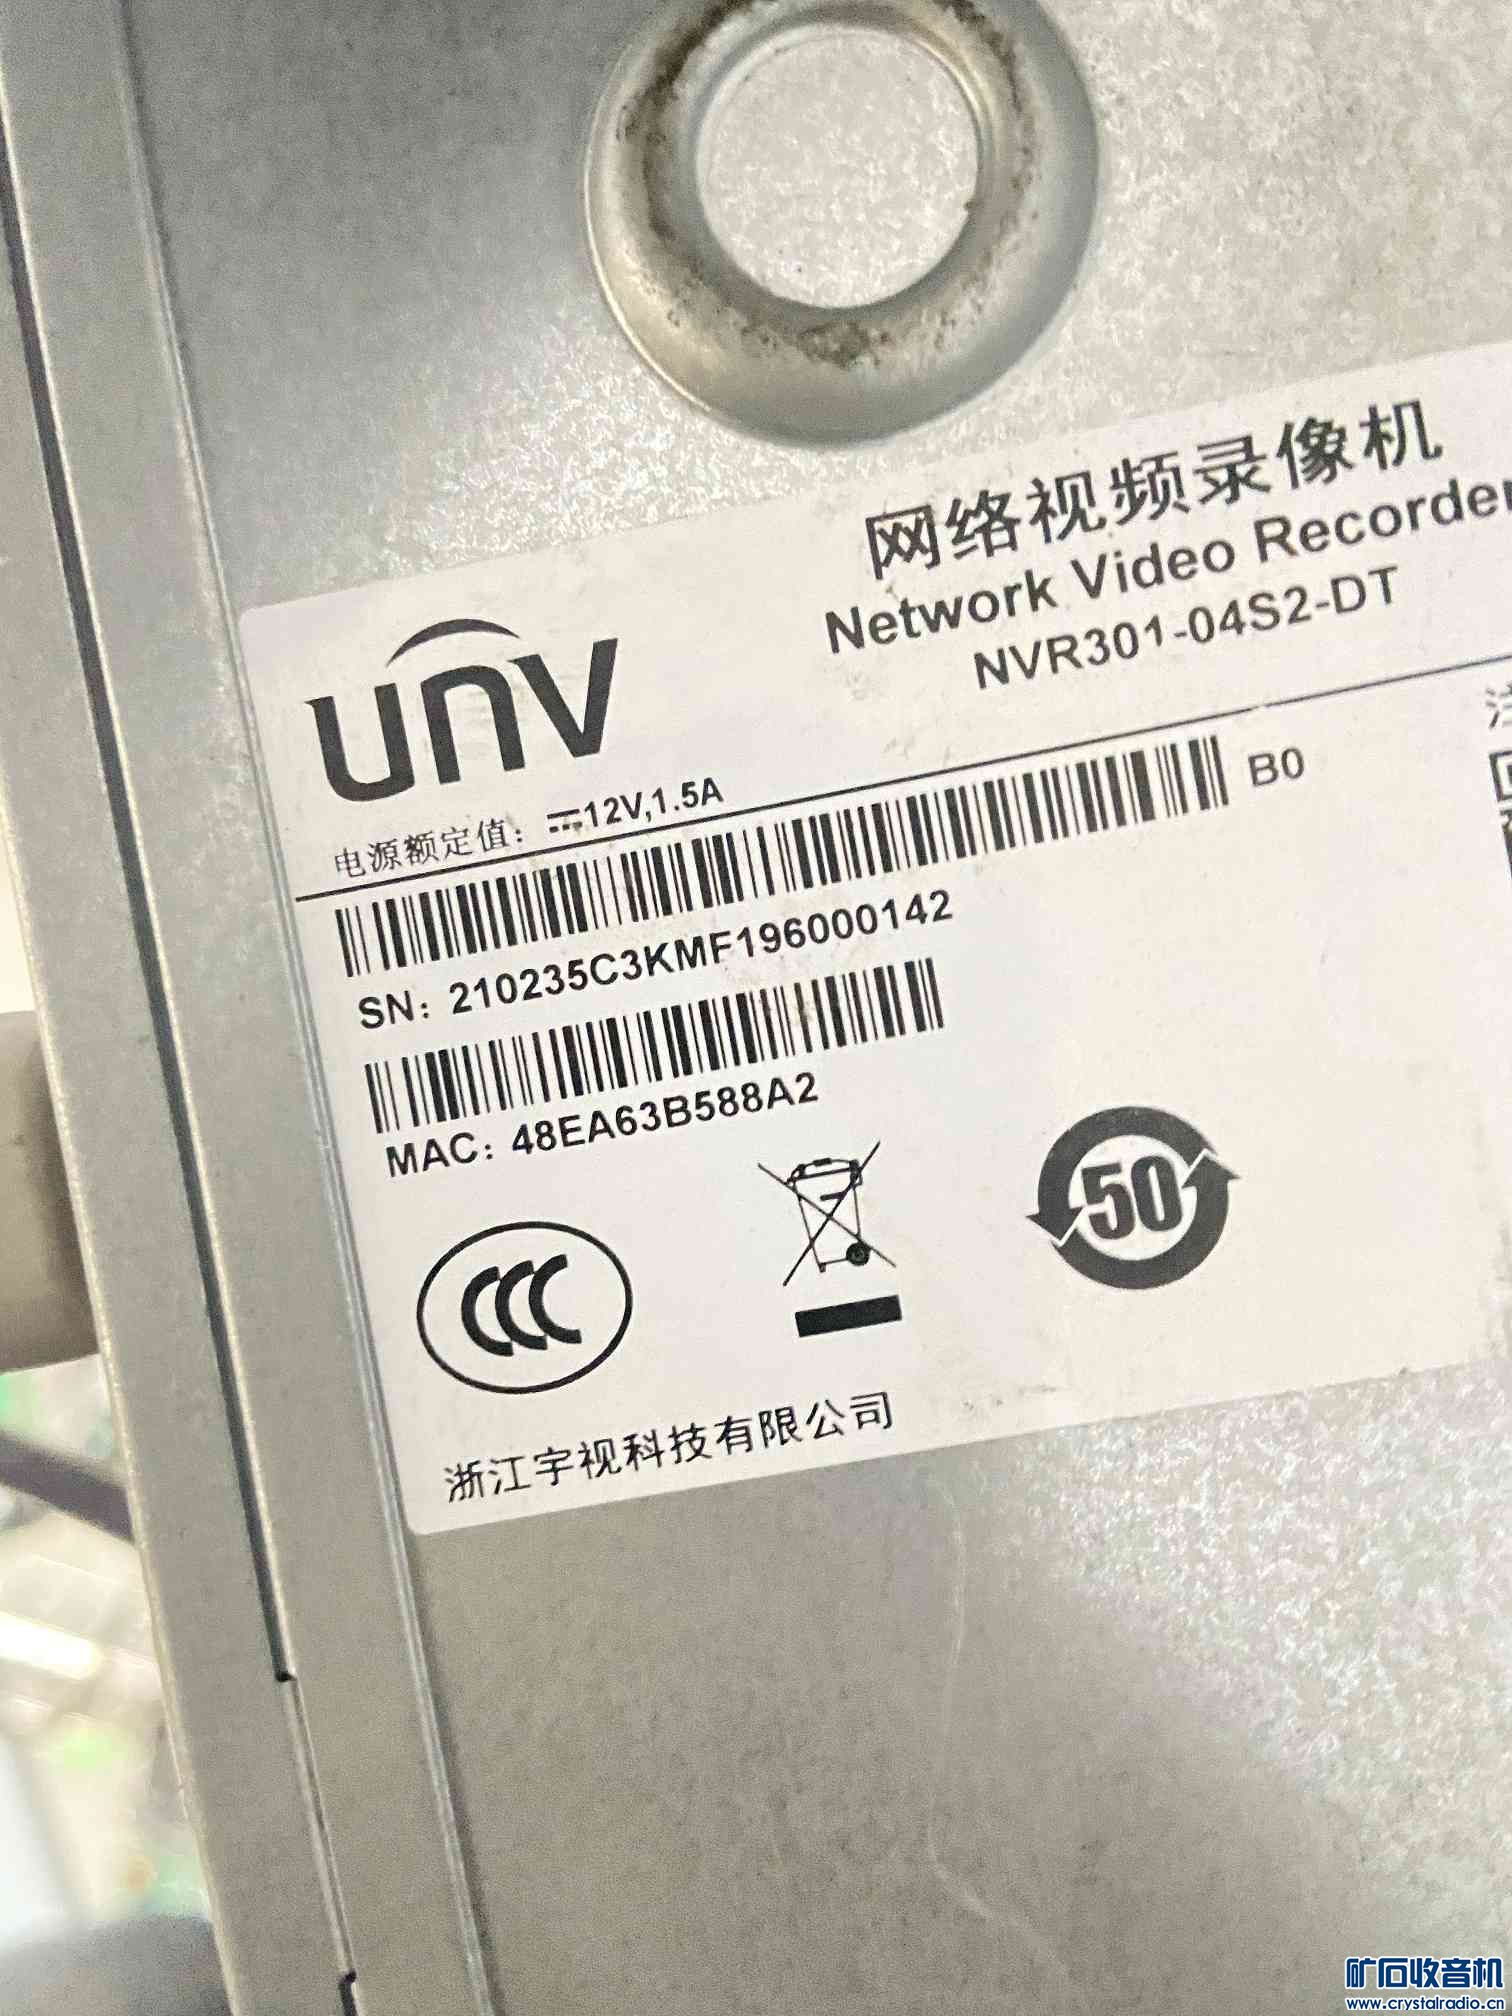 网络视频录像机
Network Video Recorder
NVR301-04S2-DT
unv
电源额定值: ⎓12V,1.5A
B0
SN: 210235C3KMF196000142
MAC: 48EA63B588A2
CCC
50
浙江宇视科技有限公司
矿石收音机
www.crystalradio.cn